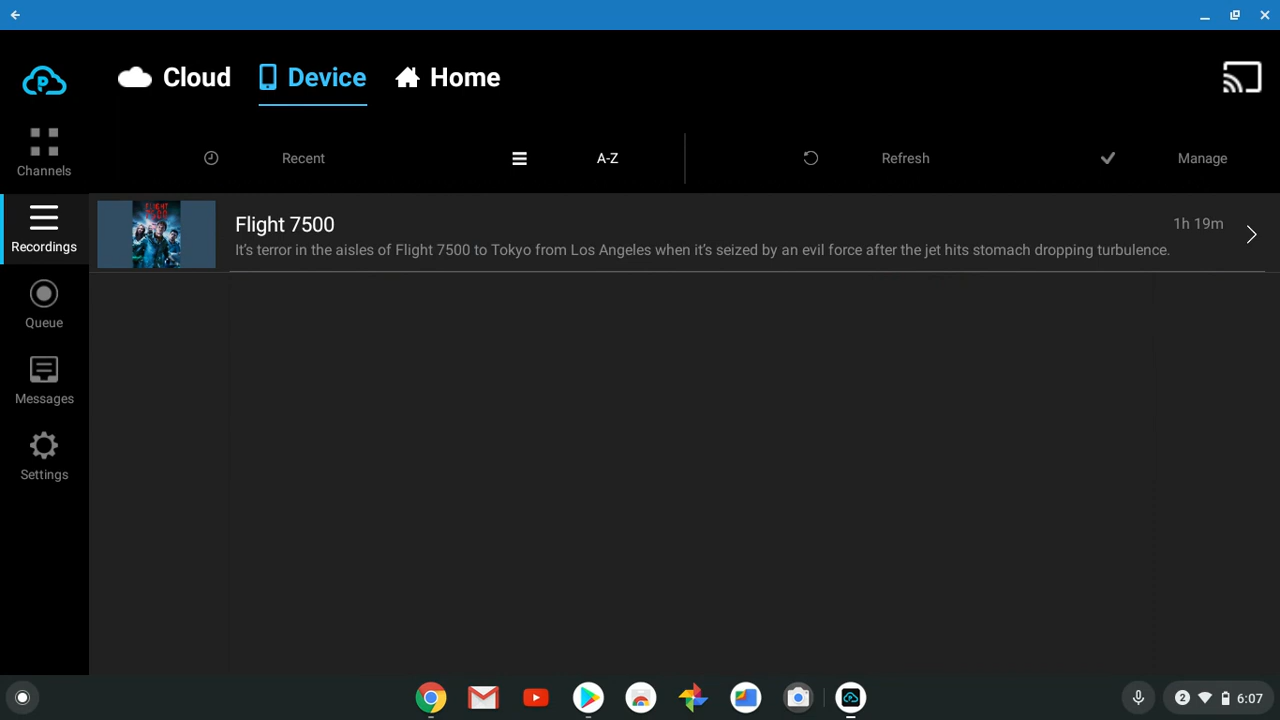 Cloud Device Home
Recent A-Z Refresh Manage
Channels
Recordings
Queue
Messages
Settings
Flight 7500 1h 19m
It's terror in the aisles of Flight 7500 to Tokyo from Los Angeles when it's seized by an evil force after the jet hits stomach dropping turbulence.
FLIGHT
7500
P
2 6:07